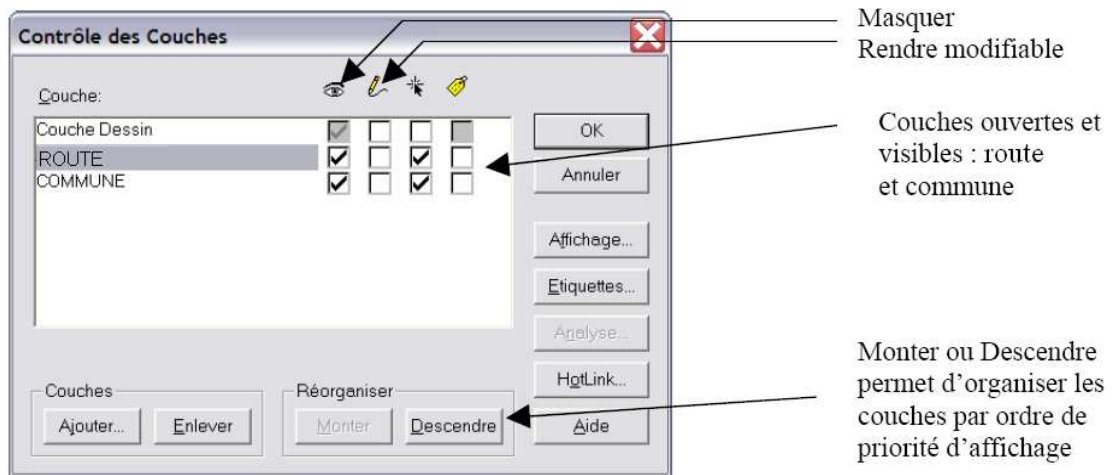 Contrôle des Couches
Masquer
Rendre modifiable
Couche:
Couche Dessin
ROUTE
COMMUNE
OK
Annuler
Couches ouvertes et
visibles : route
et commune
Affichage...
Etiquettes...
Analyse...
HotLink...
Couches
Ajouter...
Enlever
Réorganiser
Monter
Descendre
Aide
Monter ou Descendre
permet d’organiser les
couches par ordre de
priorité d’affichage